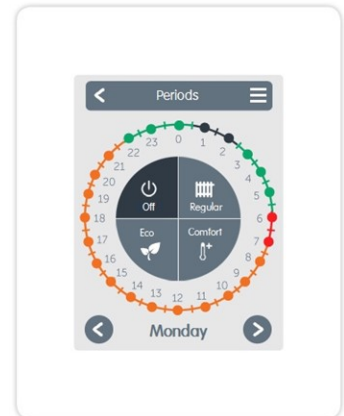 Periods
23 0 1
22 2
21 3
20 4
19 5
Off Regular
18 6
Eco Comfort
17 7
16 8
15 9
14 10
13 12 11
Monday